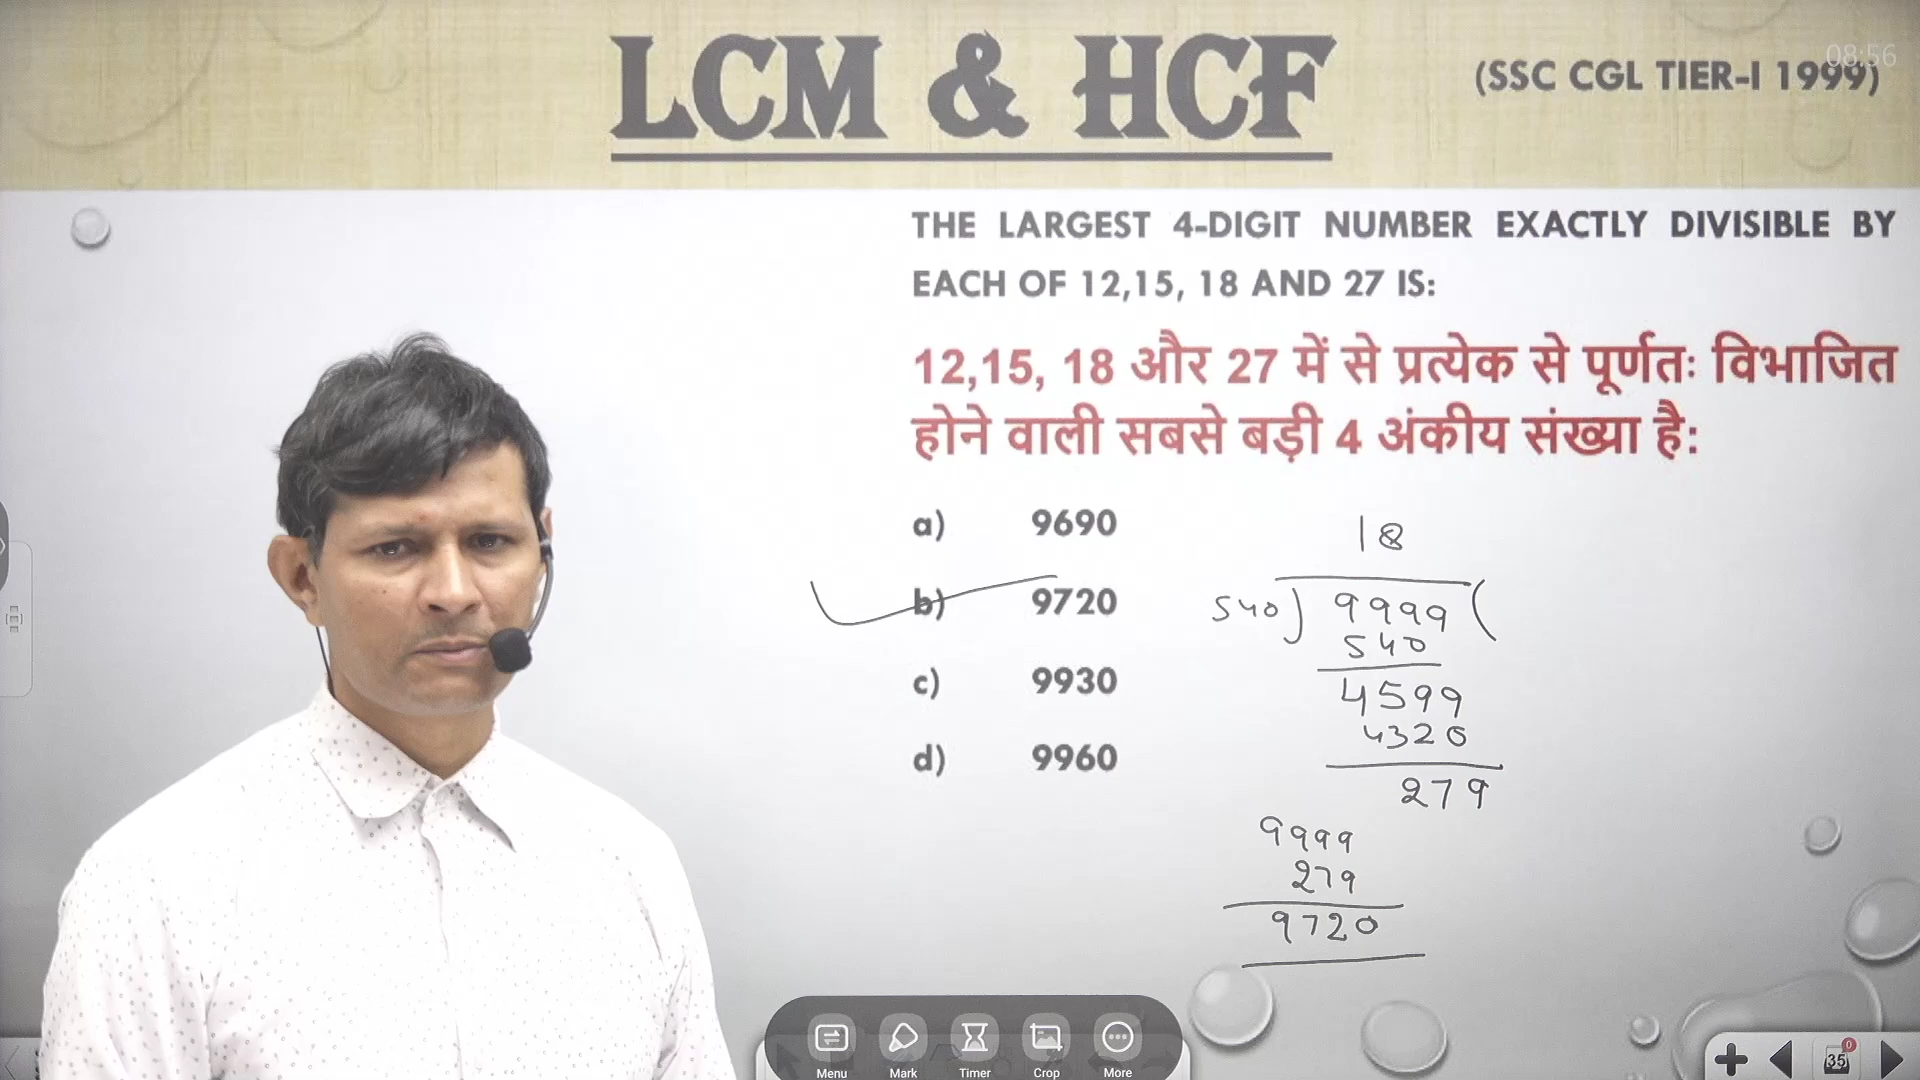 LCM & HCF
08:56
(SSC CGL TIER-I 1999)
THE LARGEST 4-DIGIT NUMBER EXACTLY DIVISIBLE BY
EACH OF 12,15, 18 AND 27 IS:
12,15, 18 और 27 में से प्रत्येक से पूर्णतः विभाजित
होने वाली सबसे बड़ी 4 अंकीय संख्या है:
a) 9690
b) 9720
c) 9930
d) 9960
18
540) 9999 (
540
4599
4320
279
9999
279
9720
Menu Mark Timer Crop More
35
0